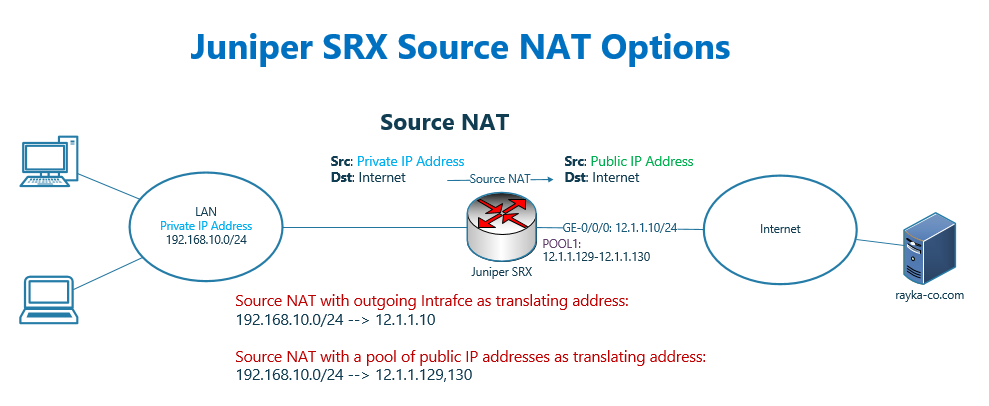 Juniper SRX Source NAT Options
Source NAT
Src: Private IP Address
Dst: Internet
Source NAT
Src: Public IP Address
Dst: Internet
LAN
Private IP Address
192.168.10.0/24
GE-0/0/0: 12.1.1.10/24
POOL1:
12.1.1.129-12.1.1.130
Juniper SRX
Internet
rayka-co.com
Source NAT with outgoing Intrafce as translating address:
192.168.10.0/24 --> 12.1.1.10
Source NAT with a pool of public IP addresses as translating address:
192.168.10.0/24 --> 12.1.1.129,130